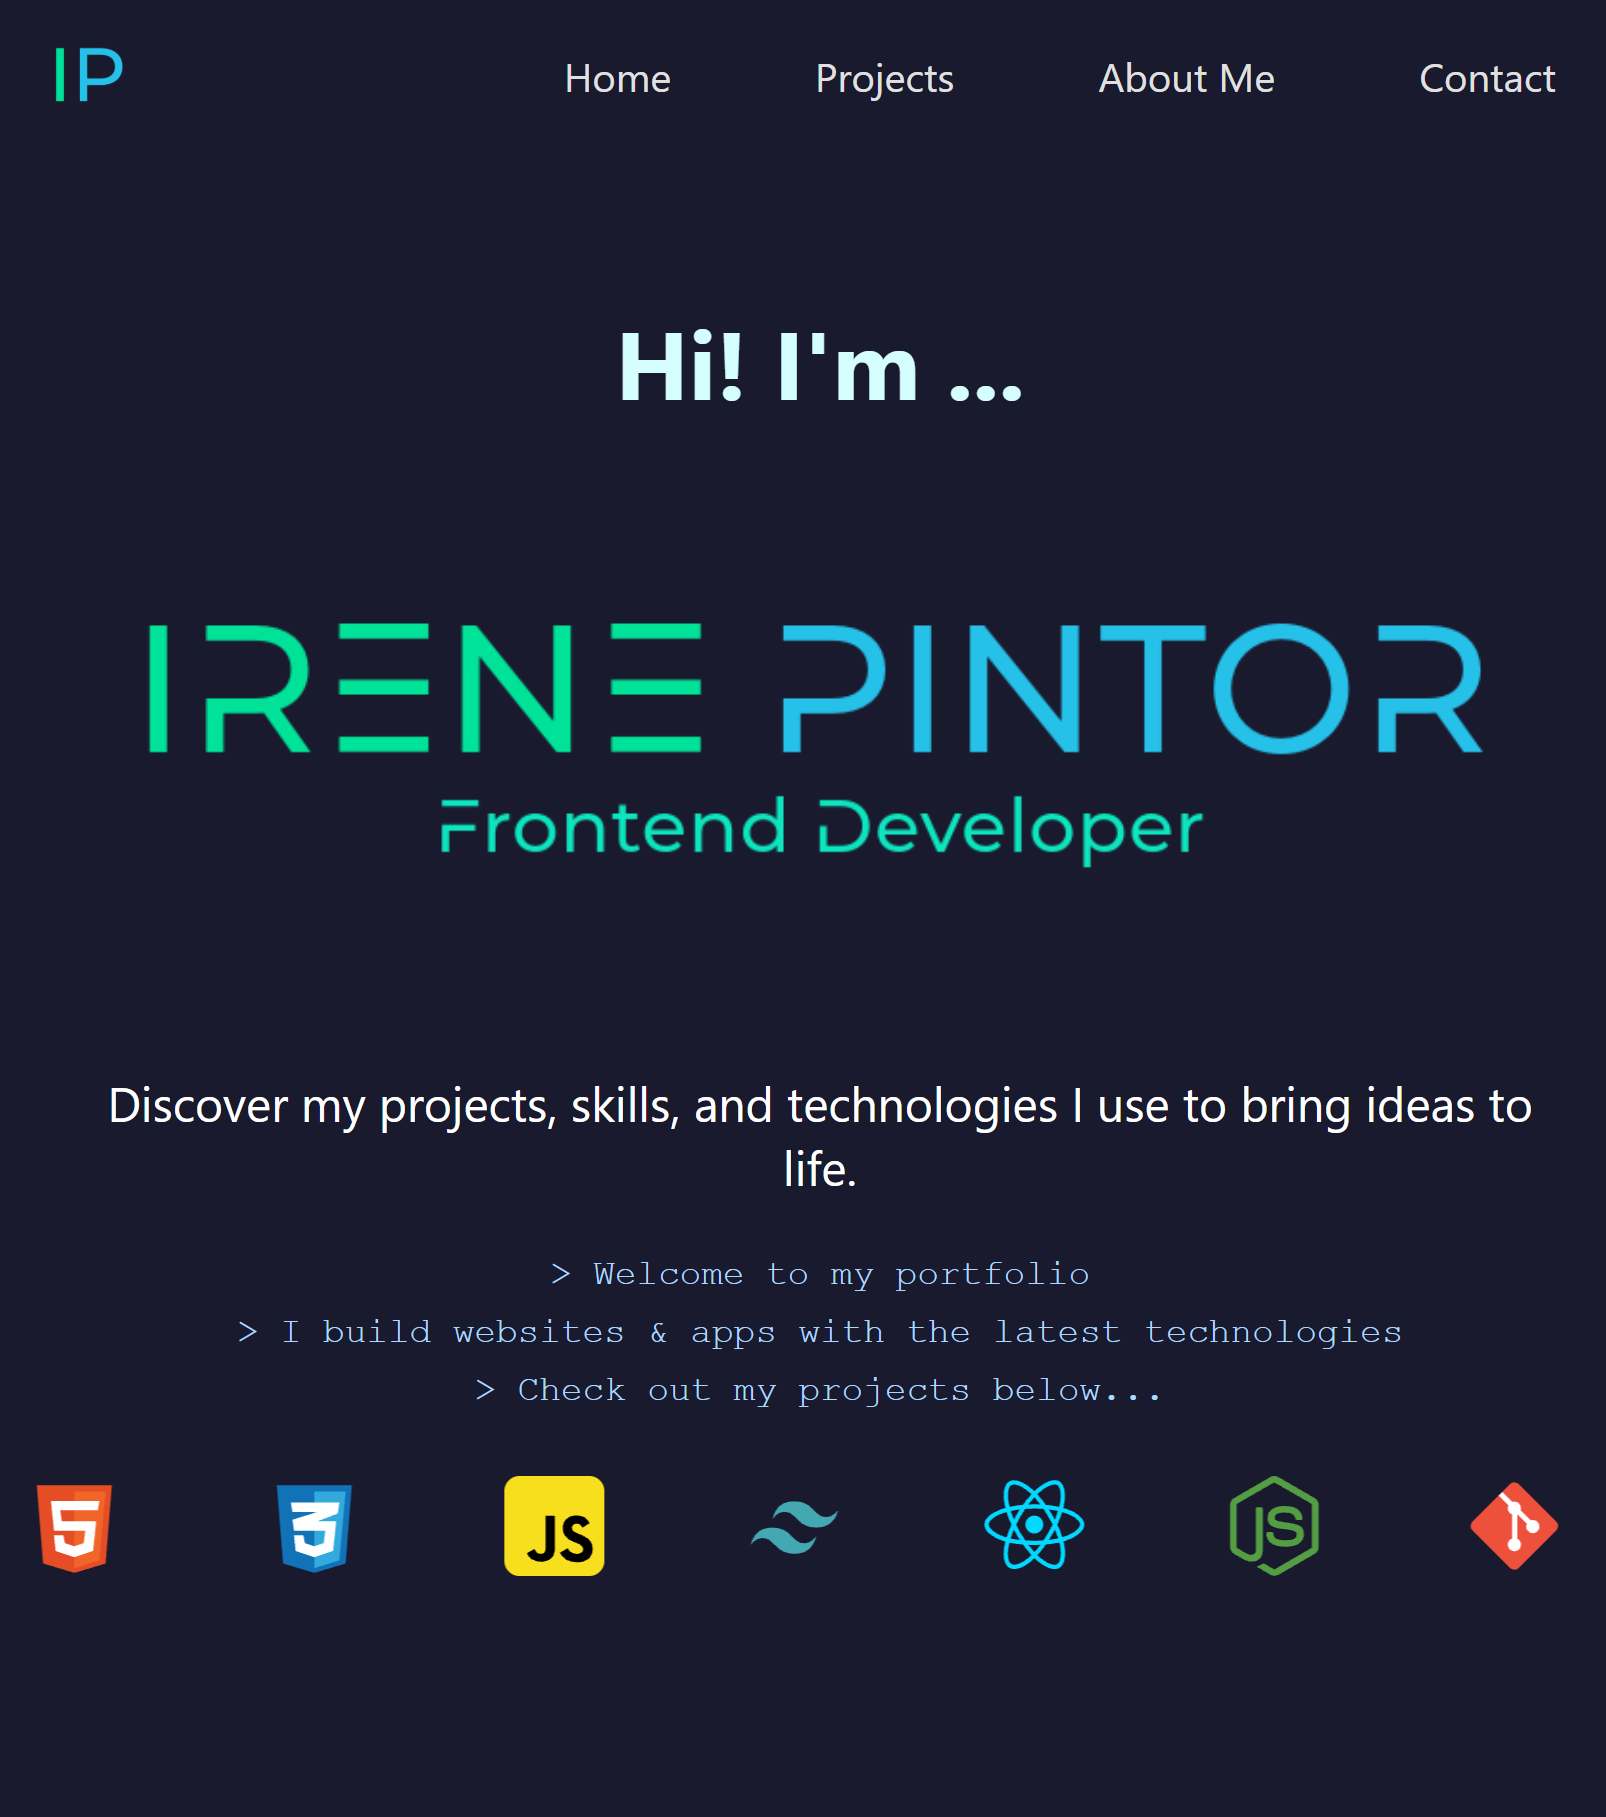 IP
Home Projects About Me Contact
Hi! I'm ...
IRENE PINTOR
Frontend Developer
Discover my projects, skills, and technologies I use to bring ideas to
life.
> Welcome to my portfolio
> I build websites & apps with the latest technologies
> Check out my projects below...
5 3 JS JS